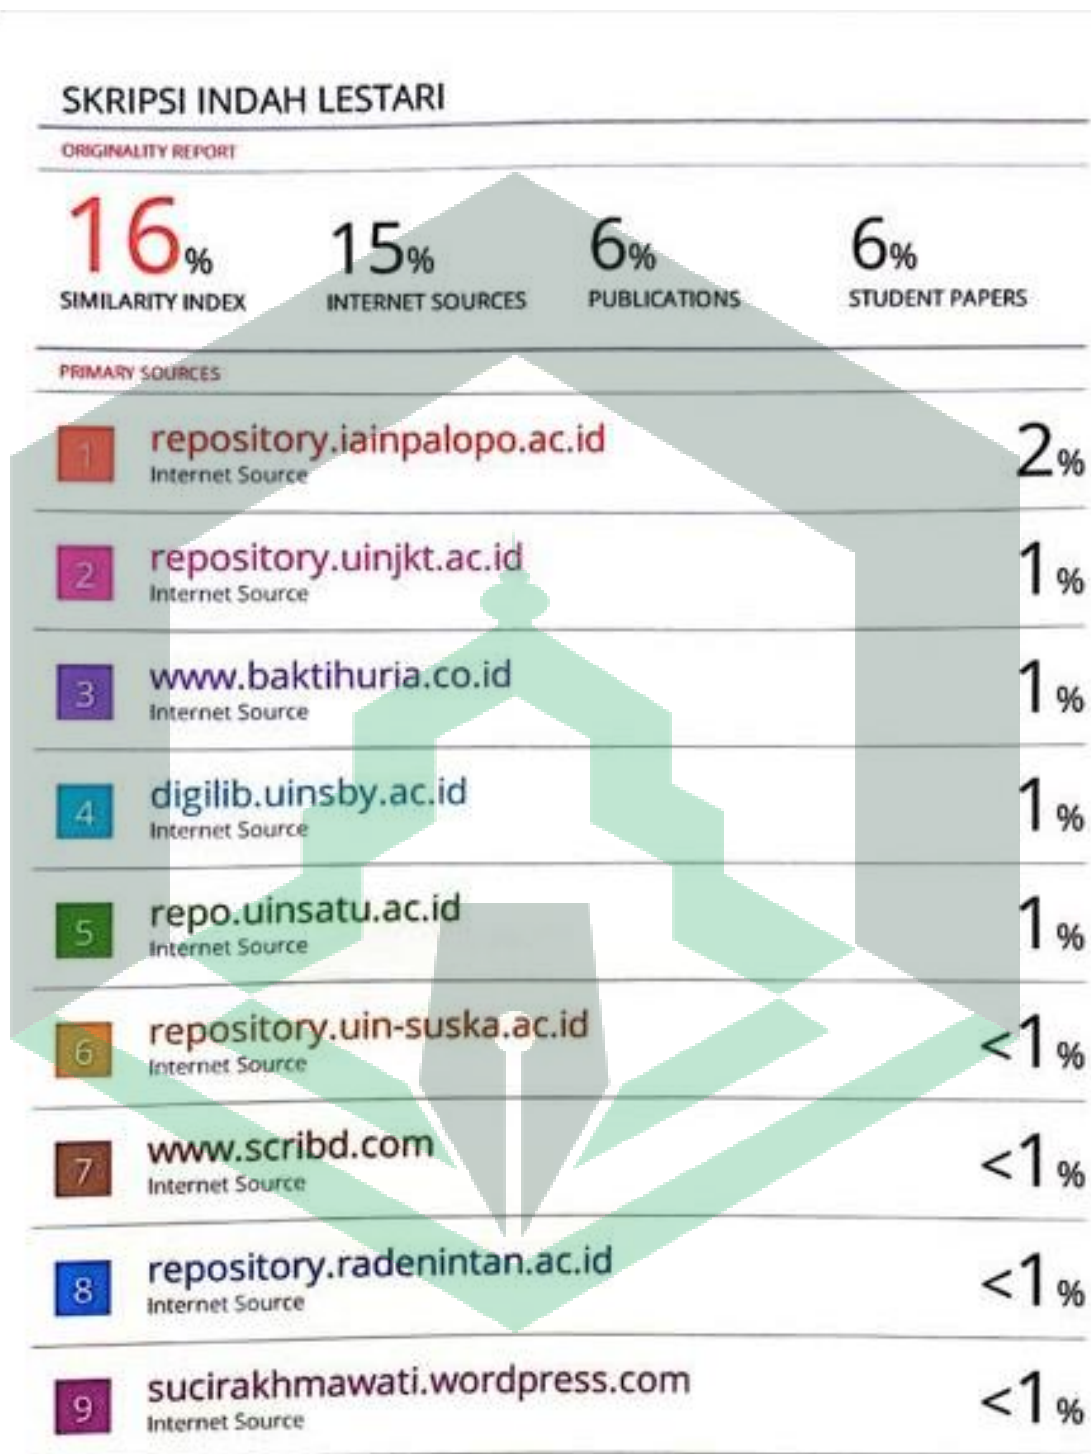 SKRIPSI INDAH LESTARI
ORIGINALITY REPORT
16% 15% 6% 6%
SIMILARITY INDEX INTERNET SOURCES PUBLICATIONS STUDENT PAPERS
PRIMARY SOURCES
1 repository.iainpalopo.ac.id 2%
Internet Source
2 repository.uinjkt.ac.id 1%
Internet Source
3 www.baktihuria.co.id 1%
Internet Source
4 digilib.uinsby.ac.id 1%
Internet Source
5 repo.uinsatu.ac.id 1%
Internet Source
6 repository.uin-suska.ac.id <1%
Internet Source
7 www.scribd.com <1%
Internet Source
8 repository.radenintan.ac.id <1%
Internet Source
9 sucirakhmawati.wordpress.com <1%
Internet Source